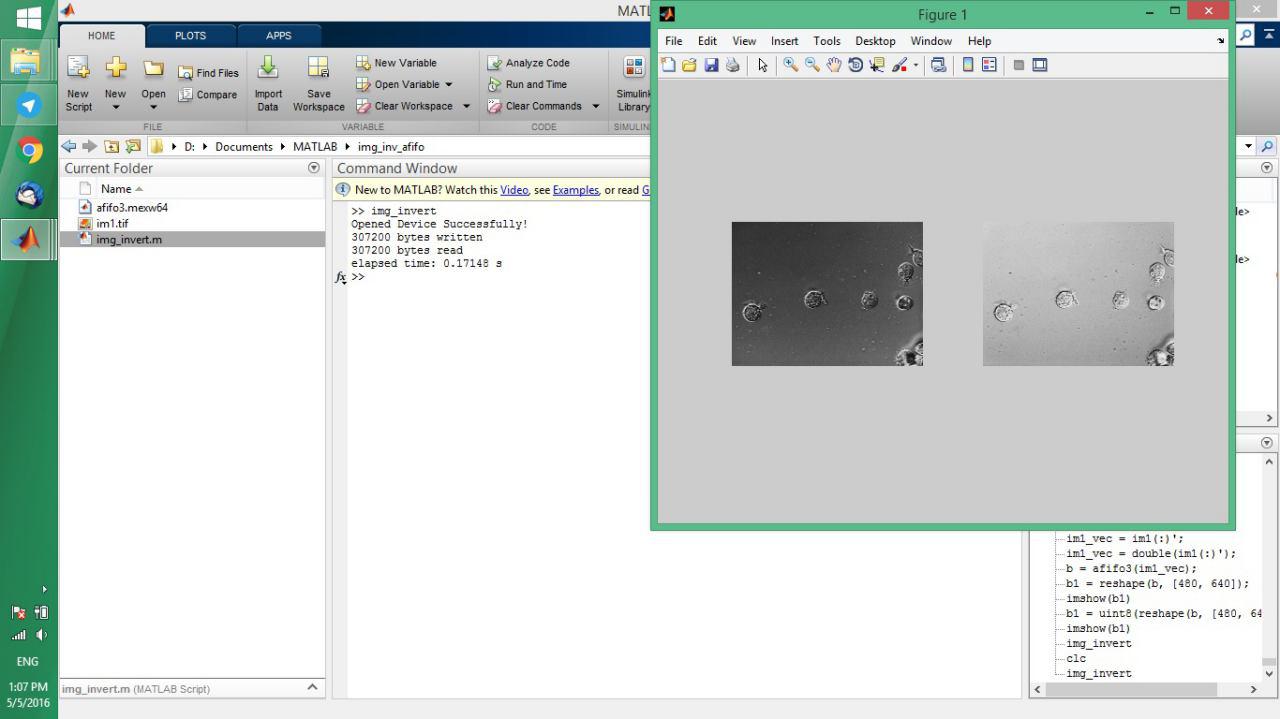 MATL
Figure 1
HOME
PLOTS
APPS
File Edit View Insert Tools Desktop Window Help
New Script
New
Open
Find Files
Compare
Import Data
Save Workspace
New Variable
Open Variable
Clear Workspace
Analyze Code
Run and Time
Clear Commands
Simulink Library
FILE
VARIABLE
CODE
SIMULIN
D: Documents MATLAB img_inv_afifo
Current Folder
Name
afifo3.mexw64
im1.tif
img_invert.m
img_invert.m (MATLAB Script)
Command Window
New to MATLAB? Watch this Video, see Examples, or read G
>> img_invert
Opened Device Successfully!
307200 bytes written
307200 bytes read
elapsed time: 0.17148 s
fx >>
le>
le>
im1_vec = im1(:)';
im1_vec = double(im1(:)');
b = afifo3(im1_vec);
b1 = reshape(b, [480, 640]);
imshow(b1)
b1 = uint8(reshape(b, [480, 64
imshow(b1)
img_invert
clc
img_invert
ENG
1:07 PM
5/5/2016